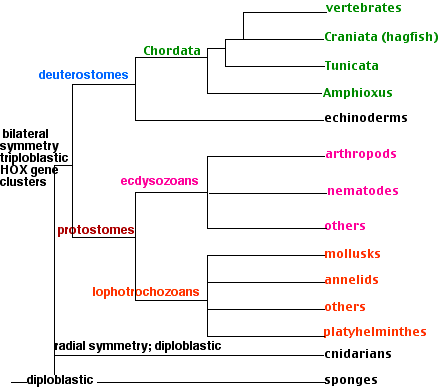 vertebrates
Craniata (hagfish)
Chordata
Tunicata
deuterostomes
Amphioxus
echinoderms
bilateral
symmetry
triploblastic
HOX gene
clusters
arthropods
ecdysozoans
nematodes
others
protostomes
mollusks
annelids
lophotrochozoans
others
platyhelminthes
radial symmetry; diploblastic
cnidarians
diploblastic
sponges